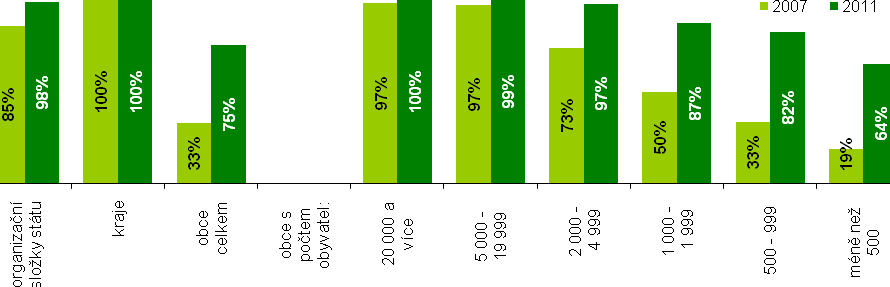 2007 2011
85% 98% 100% 100% 33% 75% 97% 100% 97% 99% 73% 97% 50% 87% 33% 82% 19% 64%
organizační
složky státu
kraje
obce
celkem
obce s
počtem
obyvatel:
20 000 a
více
5 000 -
19 999
2 000 -
4 999
1 000 -
1 999
500 - 999
méně než
500